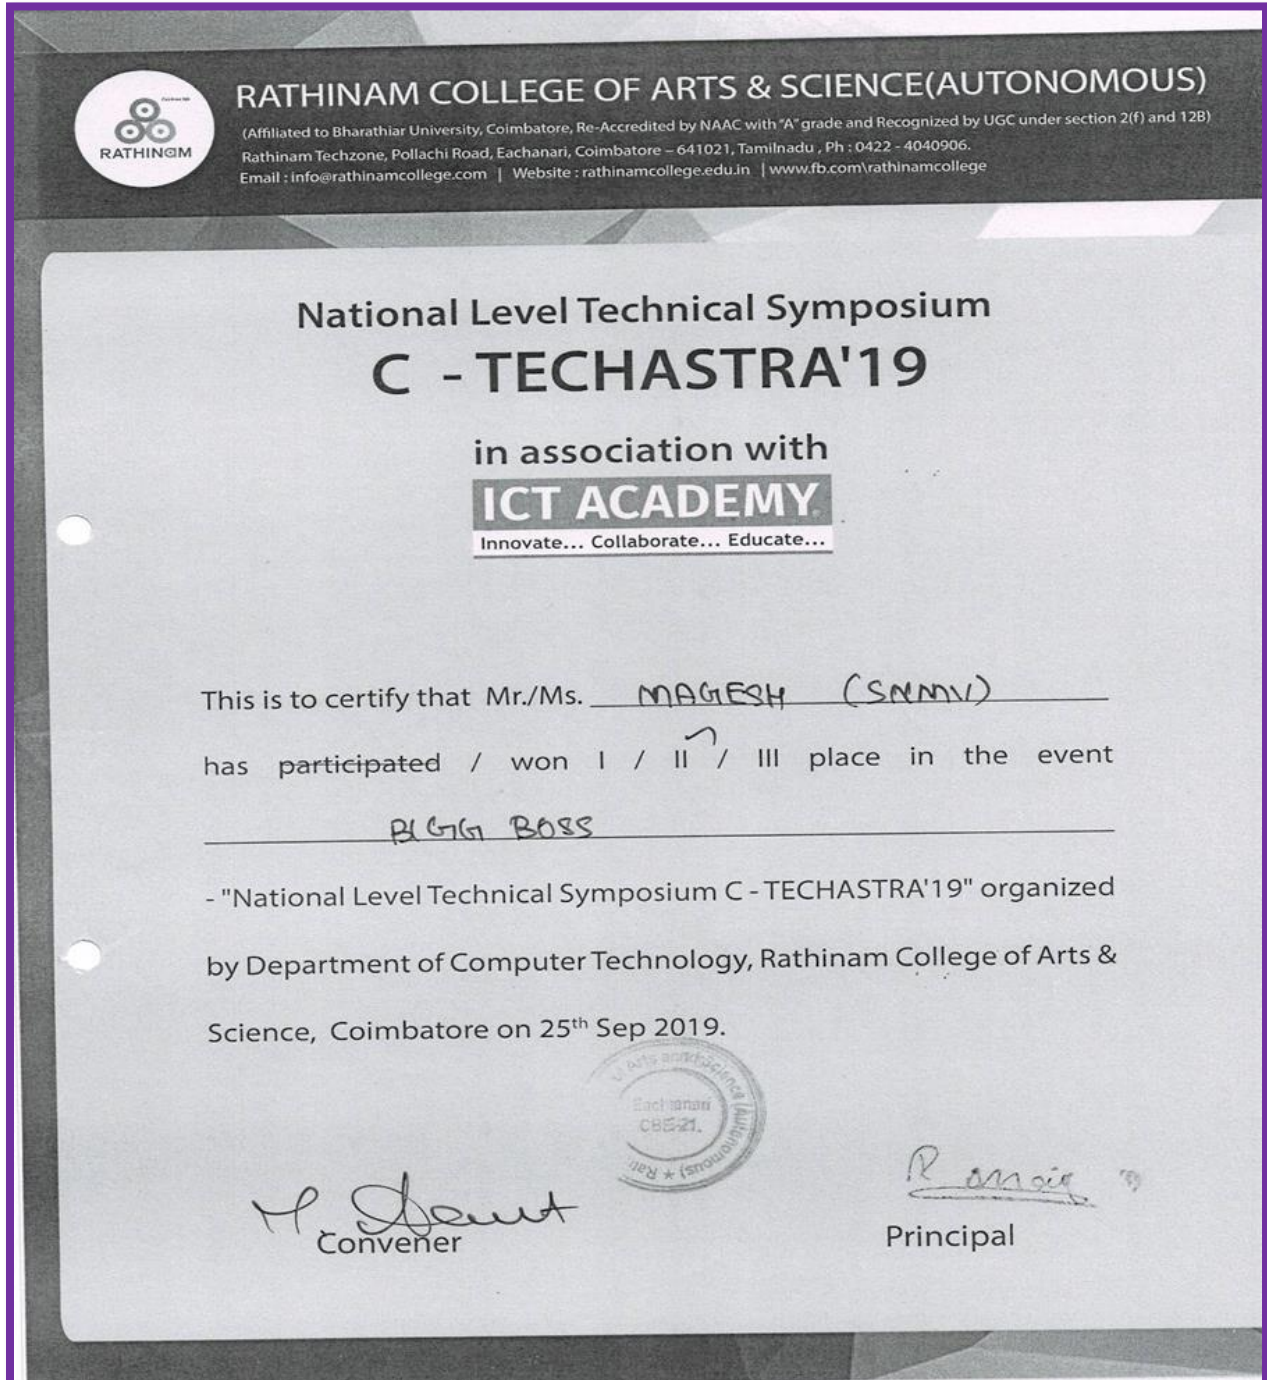 RATHINAM
RATHINAM COLLEGE OF ARTS & SCIENCE(AUTONOMOUS)
(Affiliated to Bharathiar University, Coimbatore, Re-Accredited by NAAC with "A" grade and Recognized by UGC under section 2(f) and 12B)
Rathinam Techzone, Pollachi Road, Eachanari, Coimbatore – 641021, Tamilnadu , Ph : 0422 - 4040906.
Email : info@rathinamcollege.com | Website : rathinamcollege.edu.in | www.fb.com\rathinamcollege
National Level Technical Symposium
C - TECHASTRA'19
in association with
ICT ACADEMY
Innovate... Collaborate... Educate...
This is to certify that Mr./Ms. MAGESH (SNMV)
has participated / won I / II / III place in the event
BIGG BOSS
- "National Level Technical Symposium C - TECHASTRA'19" organized
by Department of Computer Technology, Rathinam College of Arts &
Science, Coimbatore on 25th Sep 2019.
Arts and Science (Autonomous) ★
Eachanari
CBE-21.
Convener
Principal